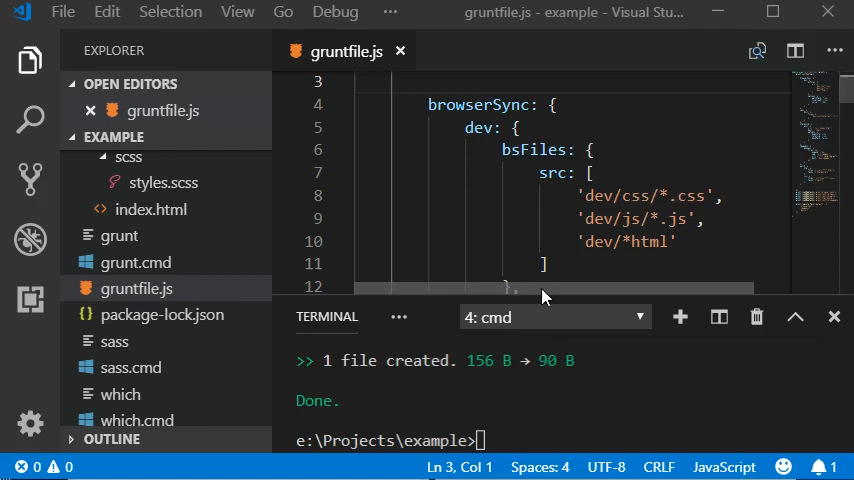 File Edit Selection View Go Debug ··· gruntfile.js - example - Visual Stu...
EXPLORER
OPEN EDITORS
gruntfile.js
EXAMPLE
scss
styles.scss
index.html
grunt
grunt.cmd
gruntfile.js
package-lock.json
sass
sass.cmd
which
which.cmd
OUTLINE
gruntfile.js
3
4 browserSync: {
5 dev: {
6 bsFiles: {
7 src: [
8 'dev/css/*.css',
9 'dev/js/*.js',
10 'dev/*html'
11 ]
12 },
TERMINAL ··· 4: cmd
>> 1 file created. 156 B → 90 B
Done.
e:\Projects\example>
0 0 Ln 3, Col 1 Spaces: 4 UTF-8 CRLF JavaScript 1